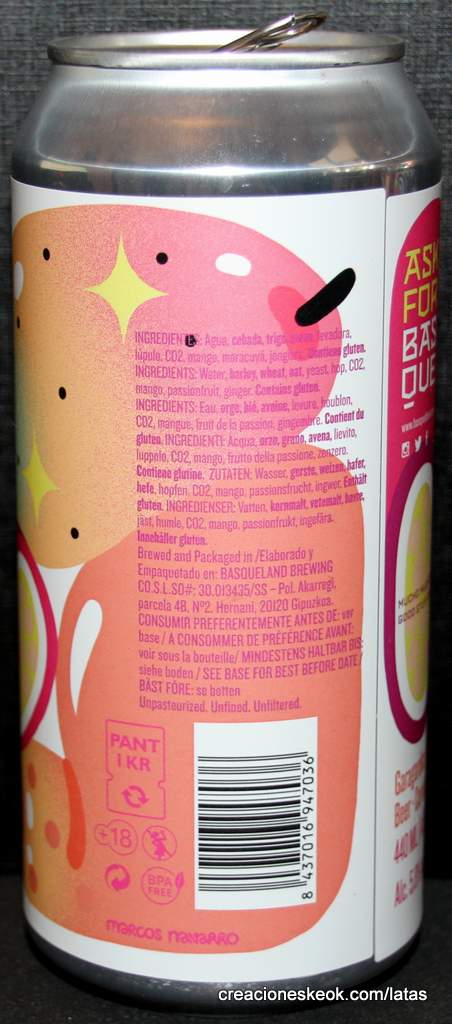 INGREDIENTES: Agua, cebada, trigo, avena, levadura,
lúpulo, CO2, mango, maracuyá, jengibre. Contiene gluten.
INGREDIENTS: Water, barley, wheat, oat, yeast, hop, CO2,
mango, passionfruit, ginger. Contains gluten.
INGREDIENTS: Eau, orge, blé, avoine, levure, houblon,
CO2, mangue, fruit de la passion, gingembre. Contient du
gluten. INGREDIENTI: Acqua, orzo, grano, avena, lievito,
luppolo, CO2, mango, frutto della passione, zenzero.
Contiene glutine. ZUTATEN: Wasser, gerste, weizen, hafer,
hefe, hopfen, CO2, mango, passionsfrucht, ingwer. Enthält
gluten. INGREDIENSER: Vatten, kornmalt, vetemalt, havre,
jäst, humle, CO2, mango, passionfrukt, ingefära.
Innehåller gluten.
Brewed and Packaged in /Elaborado y
Empaquetado en: BASQUELAND BREWING
CO.S.L.SO#: 30.013435/SS – Pol. Akarregi,
parcela 4B, Nº2. Hernani, 20120 Gipuzkoa.
CONSUMIR PREFERENTEMENTE ANTES DE: ver
base / A CONSOMMER DE PRÉFÉRENCE AVANT:
voir sous la bouteille/ MINDESTENS HALTBAR BIS:
siehe boden / SEE BASE FOR BEST BEFORE DATE /
BÄST FÖRE: se botten
Unpasteurized. Unfined. Unfiltered.
PANT
1 KR
+18
BPA
FREE
8 437016 947036
marcos navarro
ASK
FOR
BAS
QUE
MUCHO
GOOD
Beer
440 ML
Alc. 5
creacioneskeok.com/latas